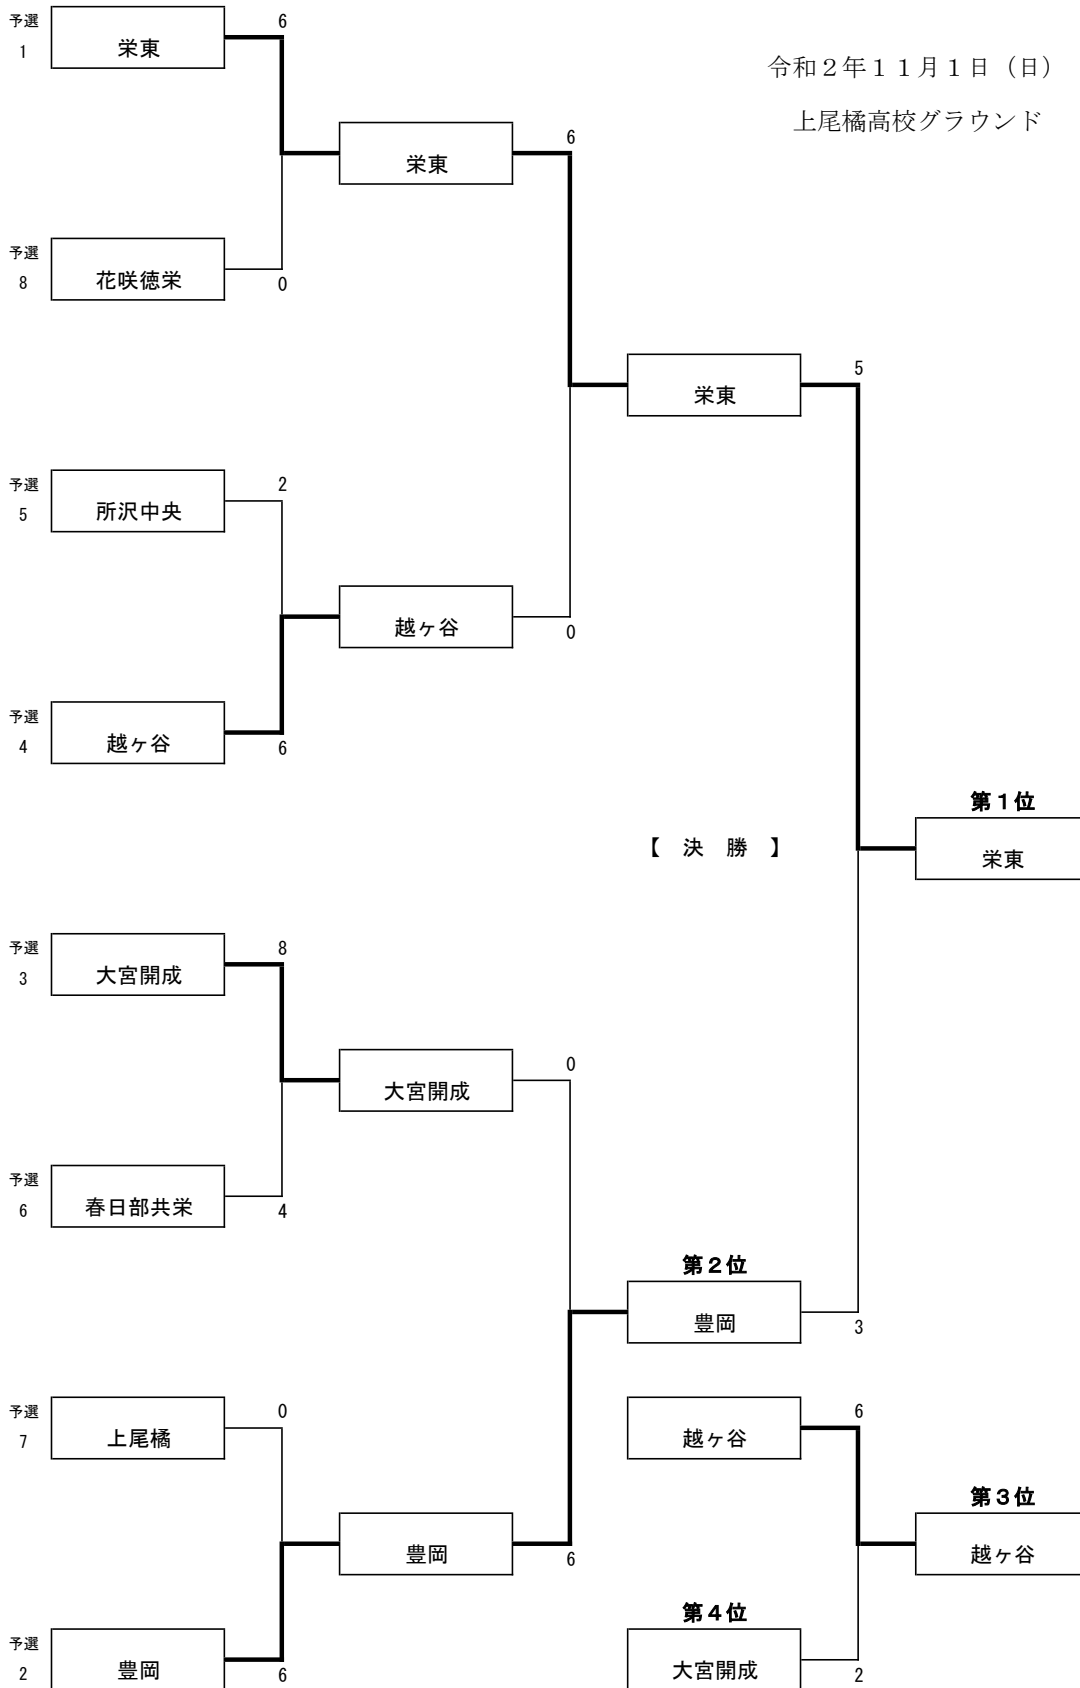 令和２年１１月１日（日）
上尾橘高校グラウンド
予選
1
栄東
6
栄東
6
予選
8
花咲徳栄
0
栄東
5
予選
5
所沢中央
2
越ヶ谷
0
予選
4
越ヶ谷
6
【 決 勝 】
第１位
栄東
予選
3
大宮開成
8
大宮開成
0
予選
6
春日部共栄
4
第２位
豊岡
3
予選
7
上尾橘
0
豊岡
6
予選
2
豊岡
6
越ヶ谷
6
第３位
越ヶ谷
第４位
大宮開成
2